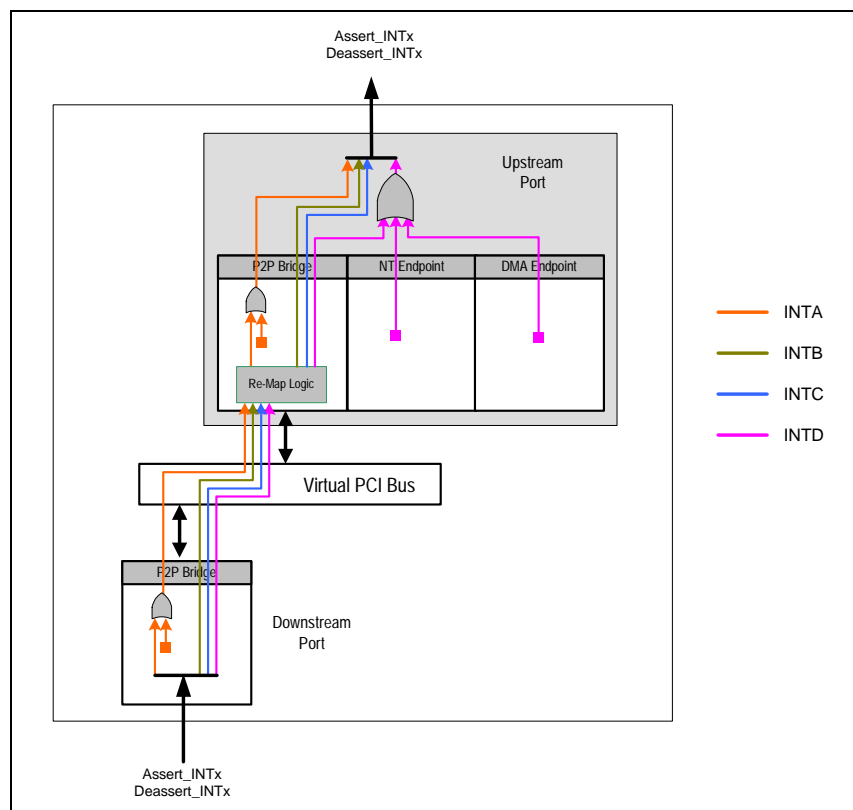 Assert_INTx
Deassert_INTx
Upstream
Port
P2P Bridge
NT Endpoint
DMA Endpoint
INTA
INTB
INTC
INTD
Re-Map Logic
Virtual PCI Bus
P2P Bridge
Downstream
Port
Assert_INTx
Deassert_INTx